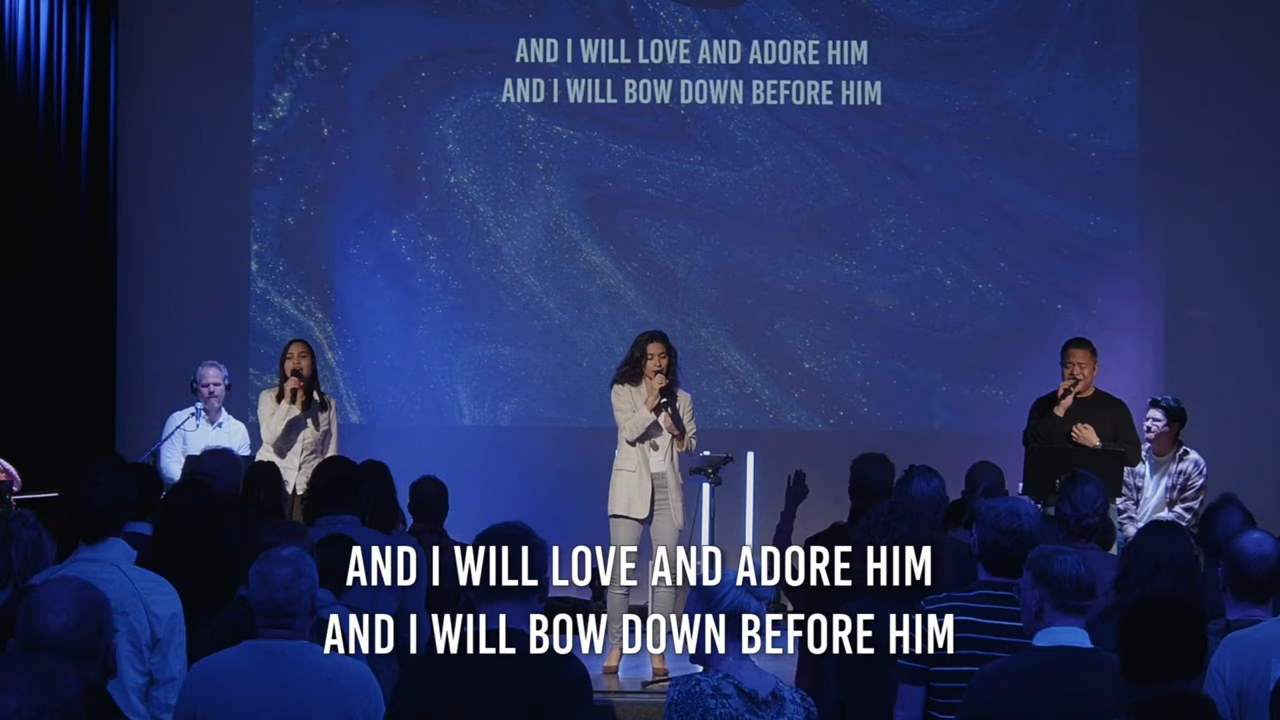 AND I WILL LOVE AND ADORE HIM
AND I WILL BOW DOWN BEFORE HIM
AND I WILL LOVE AND ADORE HIM
AND I WILL BOW DOWN BEFORE HIM